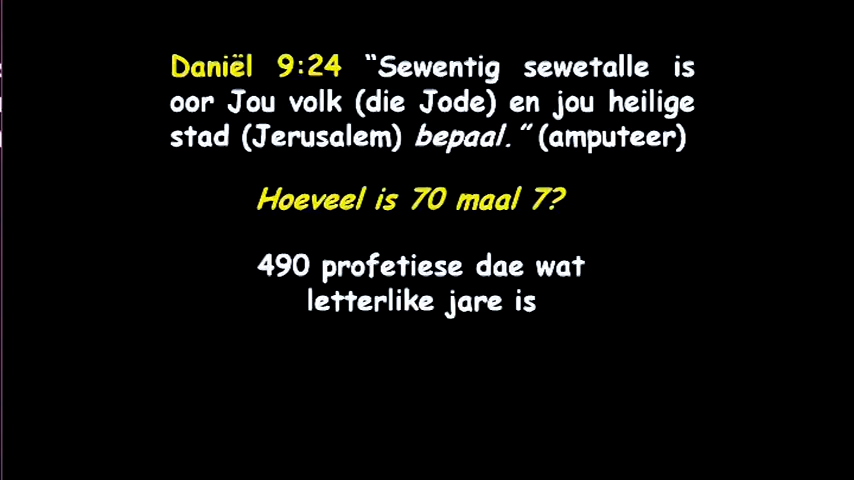 Daniël 9:24 “Sewentig sewetalle is
oor Jou volk (die Jode) en jou heilige
stad (Jerusalem) bepaal.” (amputeer)
Hoeveel is 70 maal 7?
490 profetiese dae wat
letterlike jare is